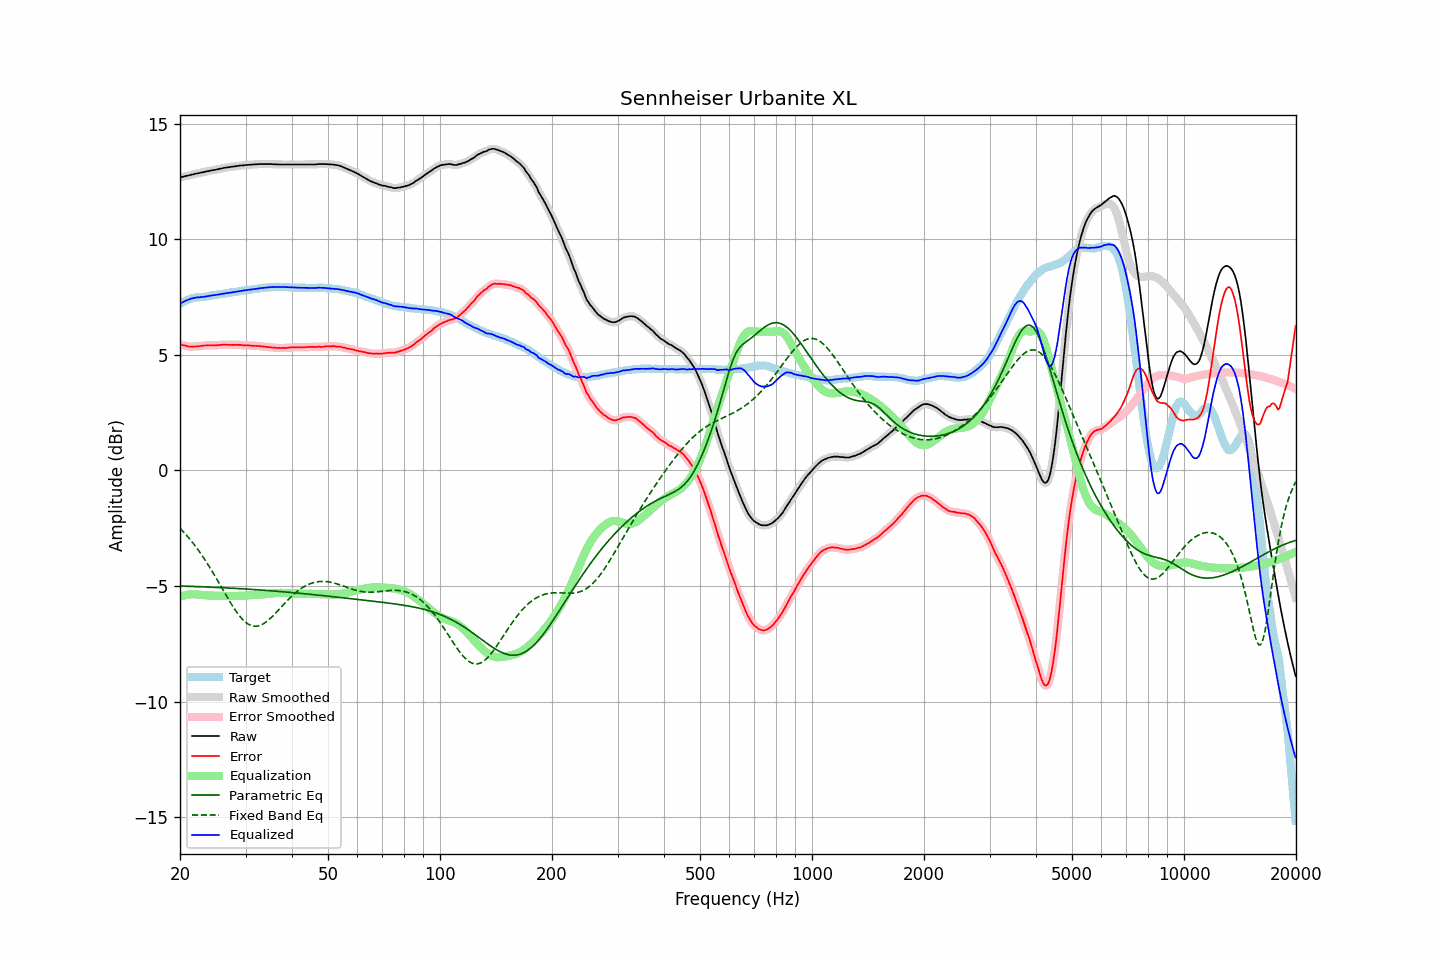 Sennheiser Urbanite XL
15
10
5
0
−5
−10
−15
Amplitude (dBr)
Target
Raw Smoothed
Error Smoothed
Raw
Error
Equalization
Parametric Eq
Fixed Band Eq
Equalized
20 50 100 200 500 1000 2000 5000 10000 20000
Frequency (Hz)